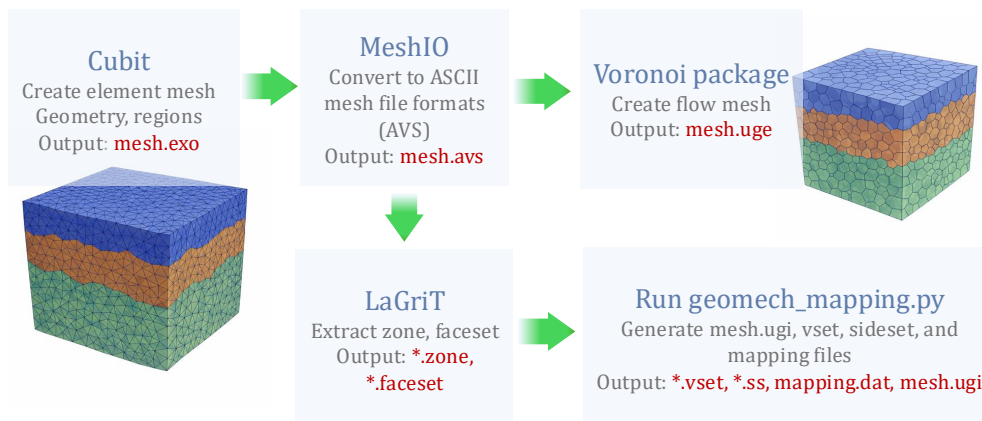 Cubit
Create element mesh
Geometry, regions
Output: mesh.exo
MeshIO
Convert to ASCII
mesh file formats
(AVS)
Output: mesh.avs
Voronoi package
Create flow mesh
Output: mesh.uge
LaGriT
Extract zone, faceset
Output: *.zone,
*.faceset
Run geomech_mapping.py
Generate mesh.ugi, vset, sideset, and
mapping files
Output: *.vset, *.ss, mapping.dat, mesh.ugi